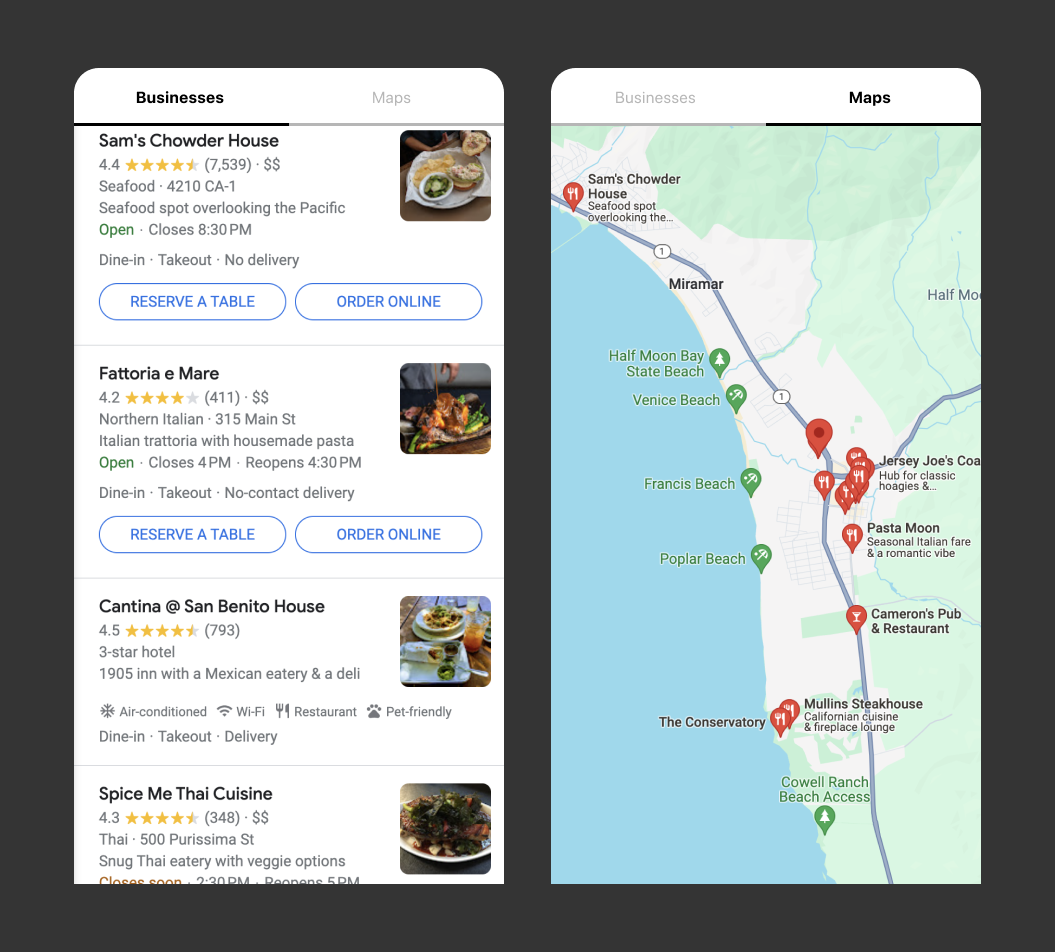 Businesses
Maps
Sam's Chowder House
4.4 (7,539) · $$
Seafood · 4210 CA-1
Seafood spot overlooking the Pacific
Open · Closes 8:30 PM
Dine-in · Takeout · No delivery
RESERVE A TABLE
ORDER ONLINE
Fattoria e Mare
4.2 (411) · $$
Northern Italian · 315 Main St
Italian trattoria with housemade pasta
Open · Closes 4 PM · Reopens 4:30 PM
Dine-in · Takeout · No-contact delivery
RESERVE A TABLE
ORDER ONLINE
Cantina @ San Benito House
4.5 (793)
3-star hotel
1905 inn with a Mexican eatery & a deli
Air-conditioned Wi-Fi Restaurant Pet-friendly
Dine-in · Takeout · Delivery
Spice Me Thai Cuisine
4.3 (348) · $$
Thai · 500 Purissima St
Snug Thai eatery with veggie options
Closes soon · 2:30 PM · Reopens 5 PM
Businesses
Maps
Sam's Chowder
House
Seafood spot
overlooking the...
1
Miramar
Half Moo
Half Moon Bay
State Beach
Venice Beach
1
Jersey Joe's Coa
Hub for classic
hoagies &...
Francis Beach
Pasta Moon
Seasonal Italian fare
& a romantic vibe
Poplar Beach
Cameron's Pub
& Restaurant
Mullins Steakhouse
Californian cuisine
& fireplace lounge
The Conservatory
Cowell Ranch
Beach Access